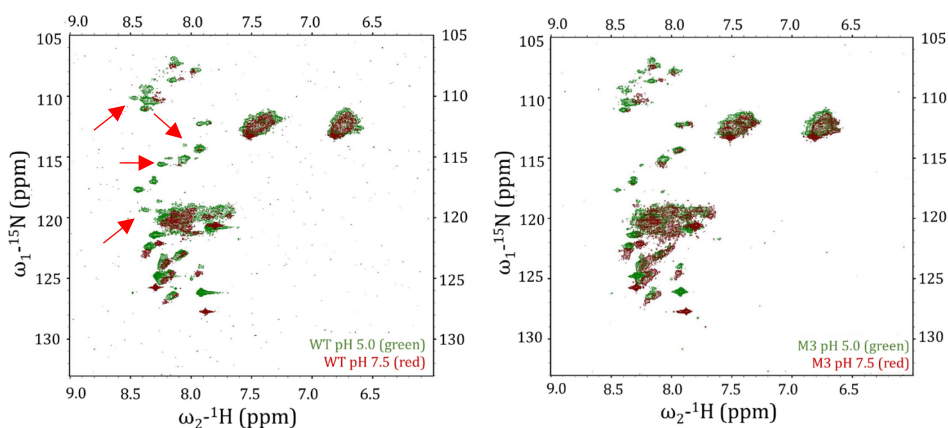 9.0 8.5 8.0 7.5 7.0 6.5
105 105
110 110
115 115
120 120
125 125
130 130
ω1-15N (ppm)
WT pH 5.0 (green)
WT pH 7.5 (red)
9.0 8.5 8.0 7.5 7.0 6.5
ω2-1H (ppm)
9.0 8.5 8.0 7.5 7.0 6.5
105 105
110 110
115 115
120 120
125 125
130 130
ω1-15N (ppm)
M3 pH 5.0 (green)
M3 pH 7.5 (red)
9.0 8.5 8.0 7.5 7.0 6.5
ω2-1H (ppm)